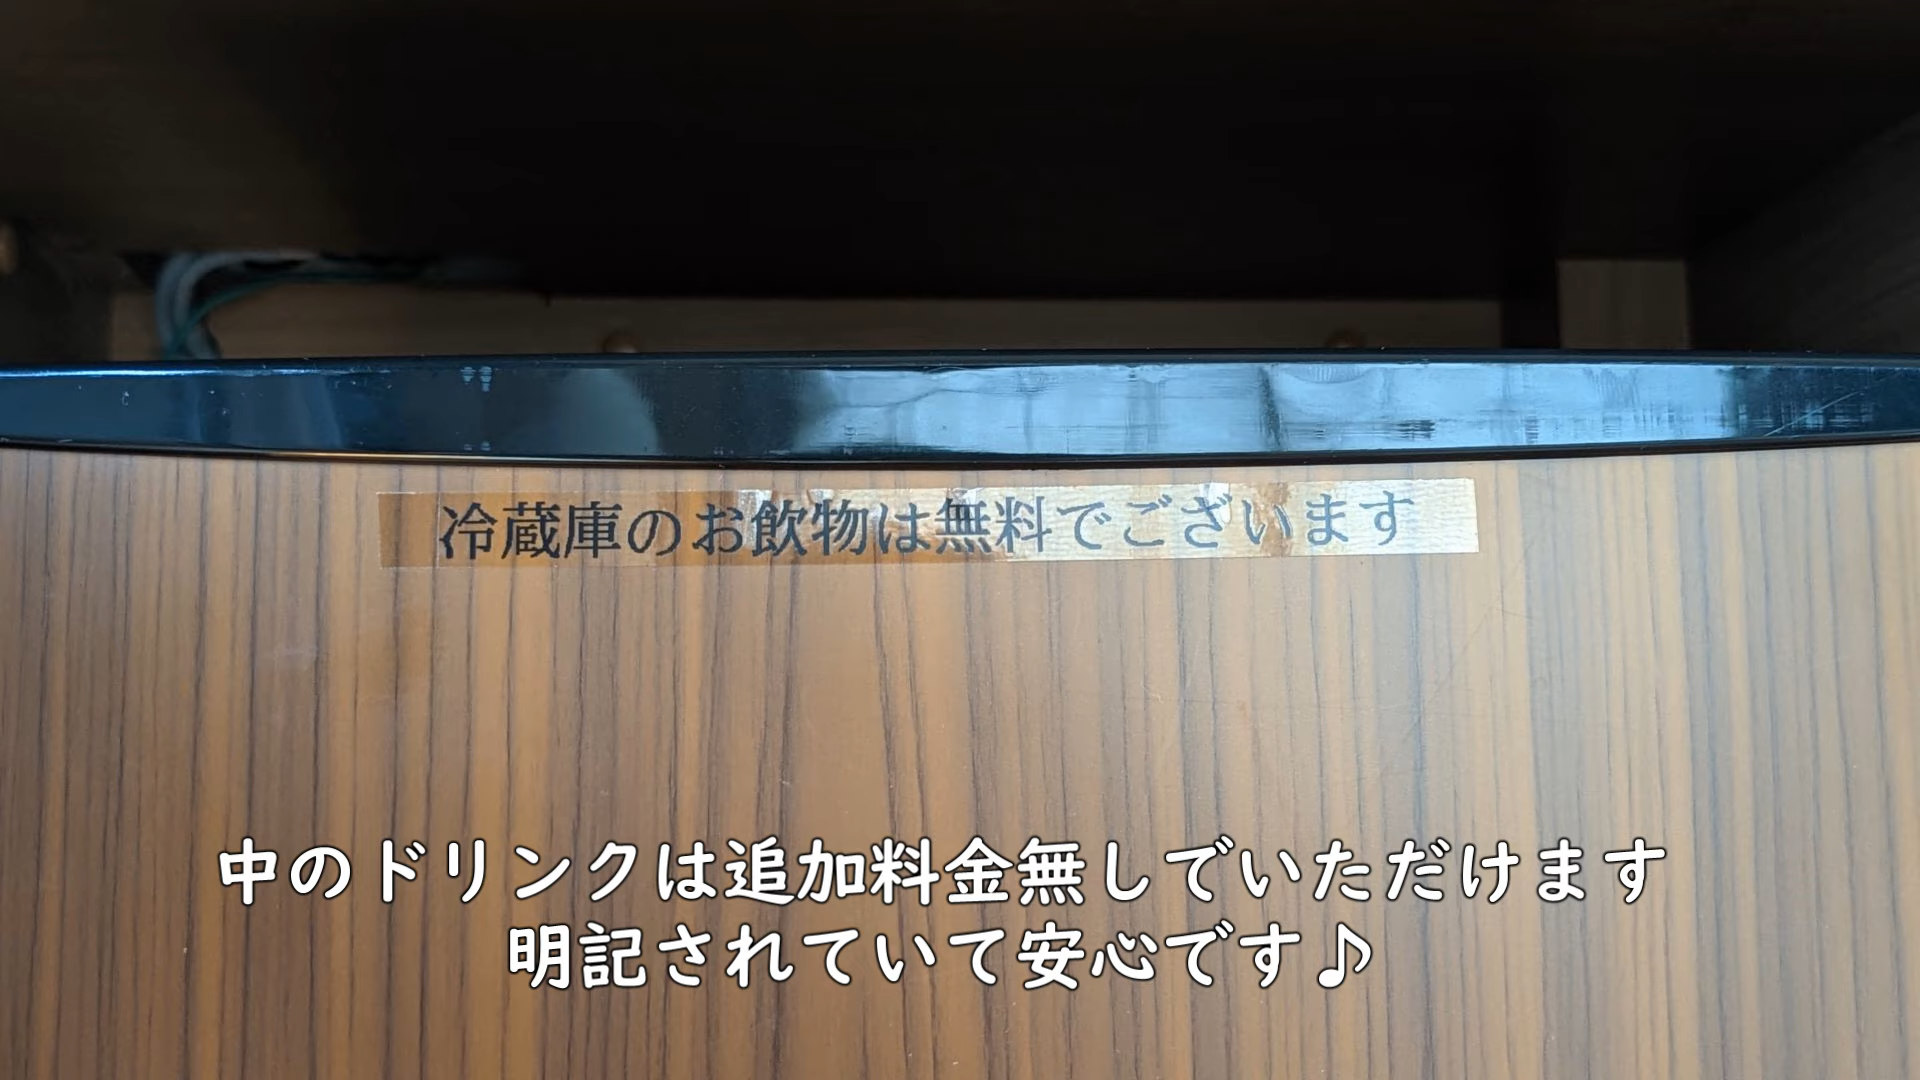 冷蔵庫のお飲物は無料でございます
中のドリンクは追加料金無しでいただけます
明記されていて安心です♪